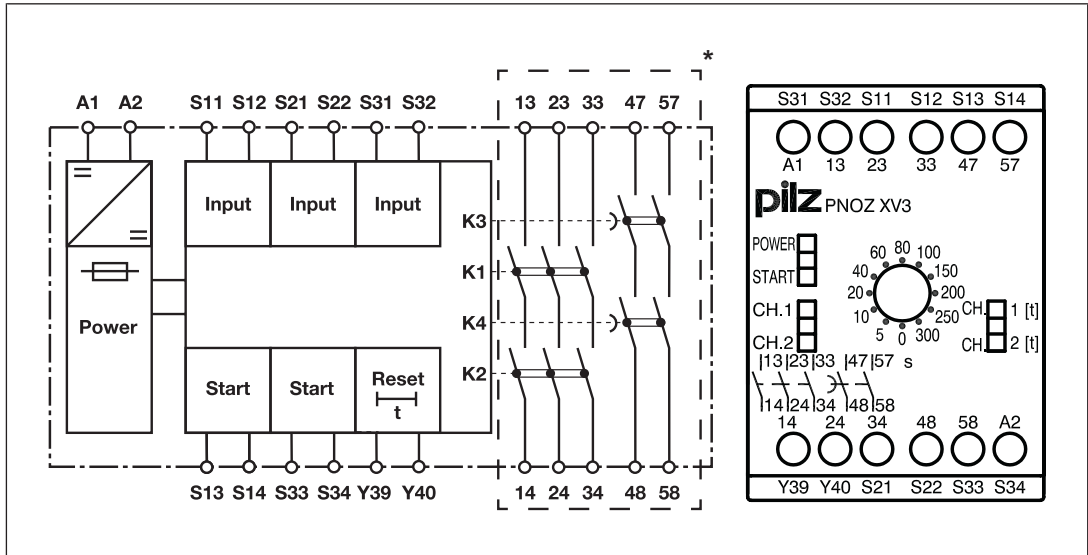 *
A1 A2 S11 S12 S21 S22 S31 S32 13 23 33 47 57
Input Input Input
K3
K1
K4
K2
Power
Start Start Reset
t
S13 S14 S33 S34 Y39 Y40 14 24 34 48 58
S31 S32 S11 S12 S13 S14
A1 13 23 33 47 57
pilz PNOZ XV3
POWER
START
CH.1
CH.2
0 5 10 20 40 60 80 100 150 200 250 300
s
CH. 1 [t]
CH. 2 [t]
13 23 33 47 57
14 24 34 48 58
14 24 34 48 58 A2
Y39 Y40 S21 S22 S33 S34